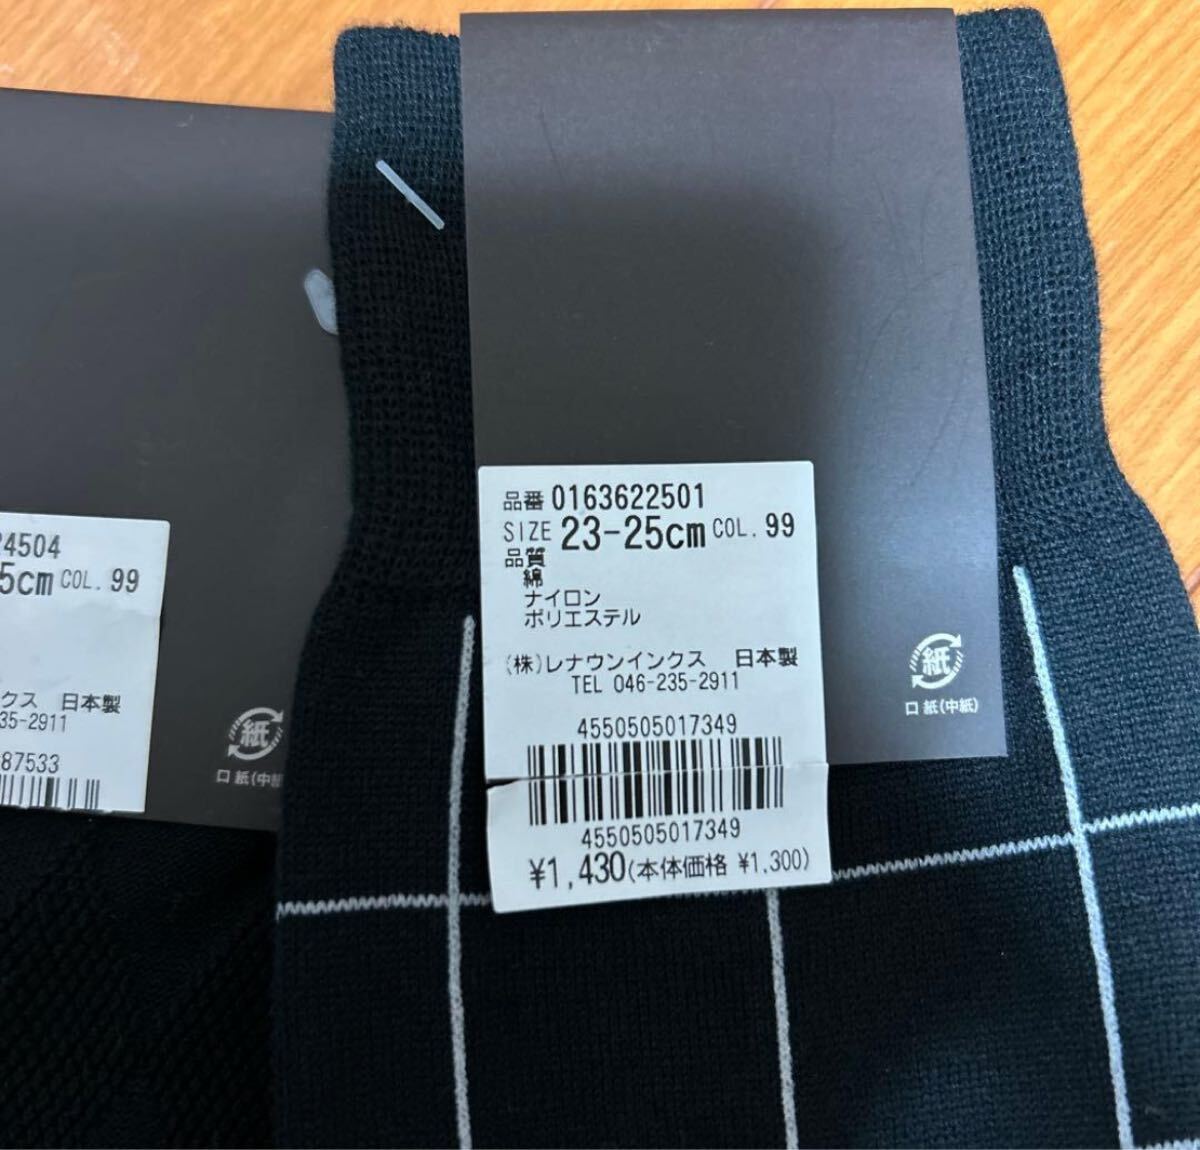 24504
5cm COL. 99
クス 日本製
35-2911
87533
紙
口 紙(中紙
品番 0163622501
SIZE 23-25cm COL. 99
品質
綿
ナイロン
ポリエステル
(株)レナウンインクス 日本製
TEL 046-235-2911
4550505017349
4550505017349
¥1,430(本体価格 ¥1,300)
紙
口 紙(中紙)